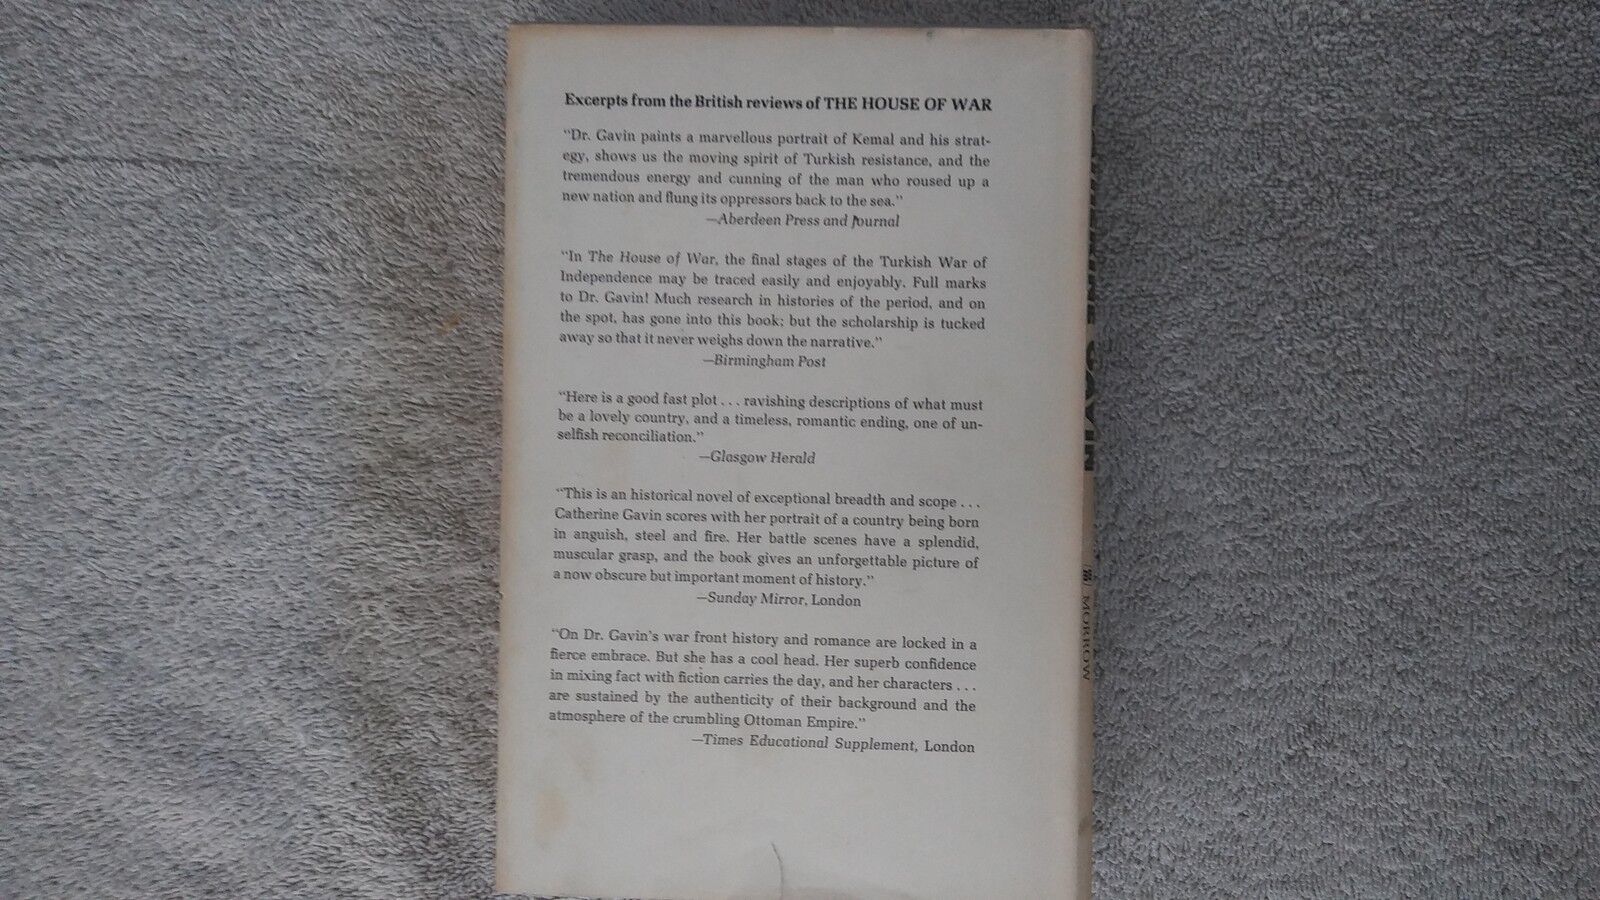 Excerpts from the British reviews of THE HOUSE OF WAR
“Dr. Gavin paints a marvellous portrait of Kemal and his strat-
egy, shows us the moving spirit of Turkish resistance, and the
tremendous energy and cunning of the man who roused up a
new nation and flung its oppressors back to the sea.”
—Aberdeen Press and Journal
“In The House of War, the final stages of the Turkish War of
Independence may be traced easily and enjoyably. Full marks
to Dr. Gavin! Much research in histories of the period, and on
the spot, has gone into this book; but the scholarship is tucked
away so that it never weighs down the narrative.”
—Birmingham Post
“Here is a good fast plot . . . ravishing descriptions of what must
be a lovely country, and a timeless, romantic ending, one of un-
selfish reconciliation.”
—Glasgow Herald
“This is an historical novel of exceptional breadth and scope . . .
Catherine Gavin scores with her portrait of a country being born
in anguish, steel and fire. Her battle scenes have a splendid,
muscular grasp, and the book gives an unforgettable picture of
a now obscure but important moment of history.”
—Sunday Mirror, London
“On Dr. Gavin’s war front history and romance are locked in a
fierce embrace. But she has a cool head. Her superb confidence
in mixing fact with fiction carries the day, and her characters . . .
are sustained by the authenticity of their background and the
atmosphere of the crumbling Ottoman Empire.”
—Times Educational Supplement, London
GAVIN
MORROW